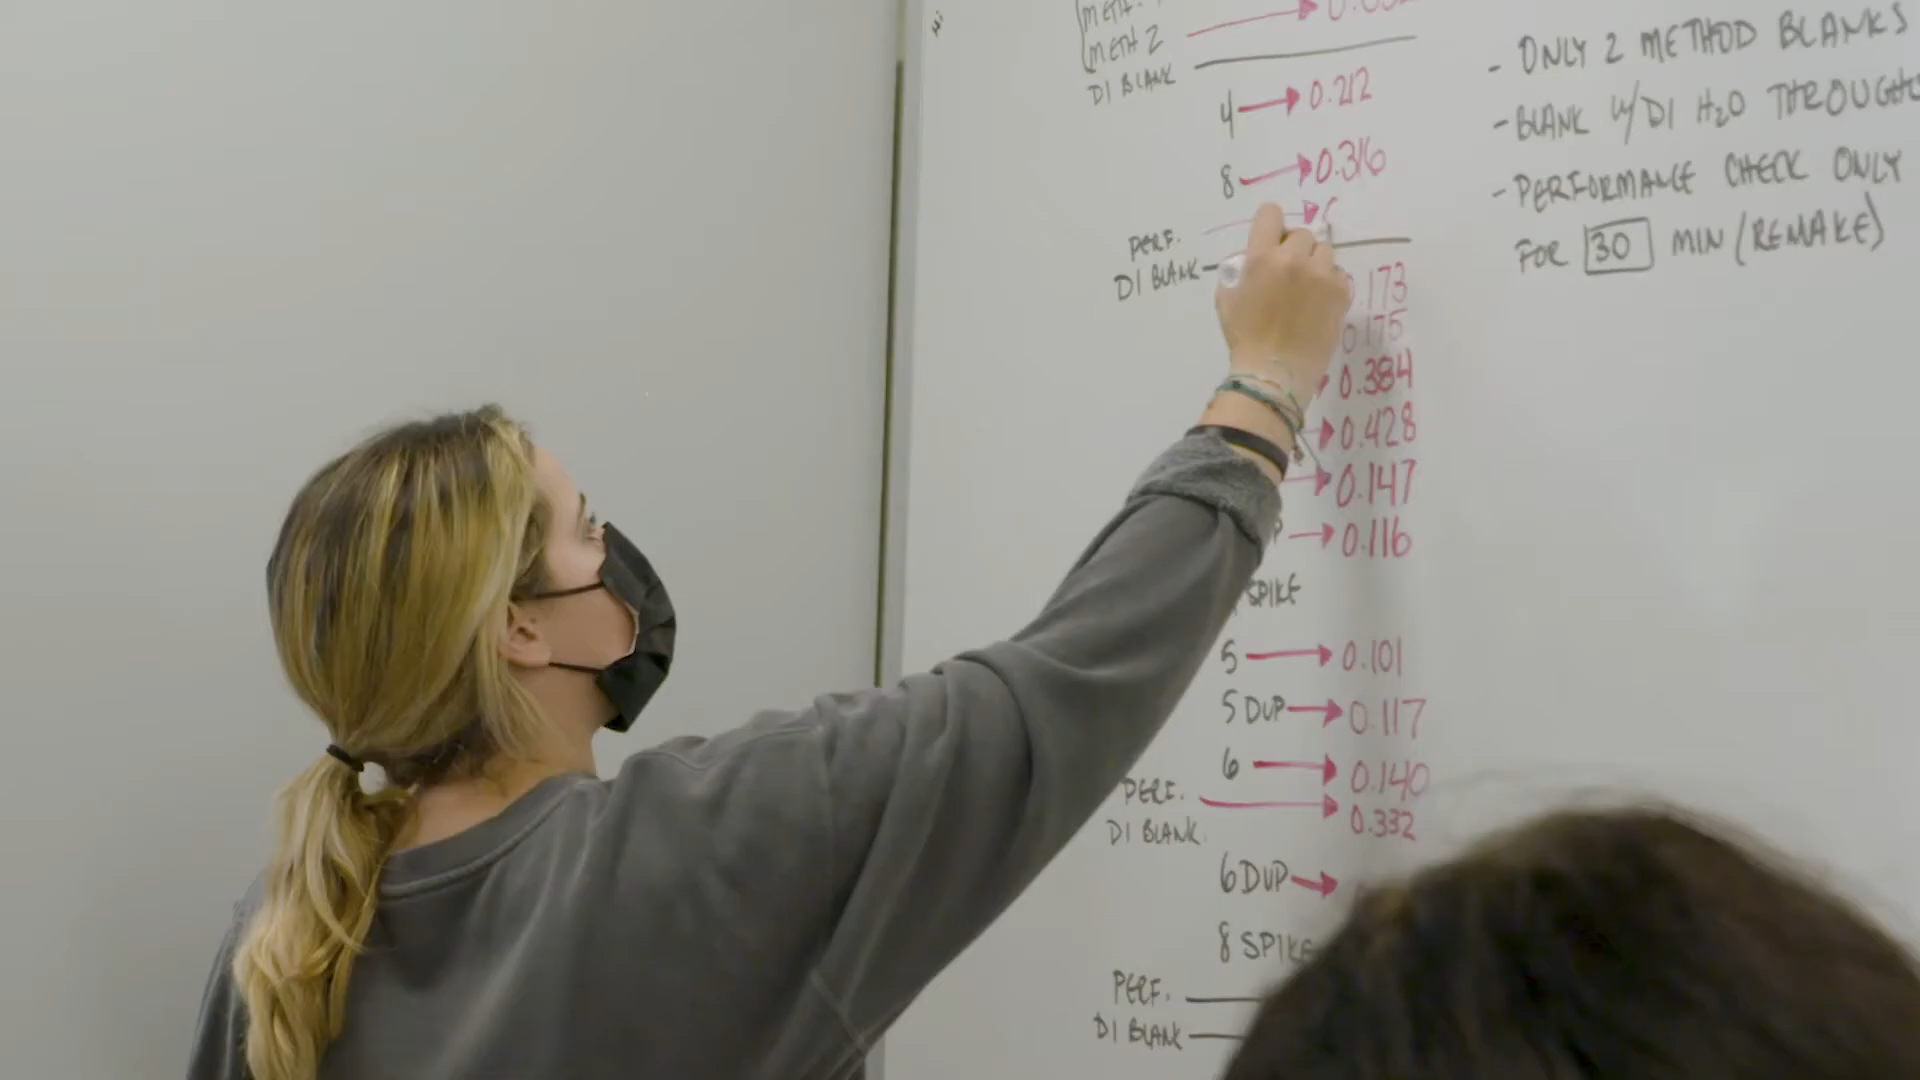 METH 2
DI BLANK
4 → 0.212
8 → 0.316
PERF.
DI BLANK
0.173
0.175
0.384
0.428
0.147
0.116
SPIKE
5 → 0.101
5 DUP → 0.117
6 → 0.140
PERF. → 0.332
DI BLANK
6 DUP →
8 SPIKE
PERF.
DI BLANK
- ONLY 2 METHOD BLANKS
- BLANK W/DI H2O
- PERFORMANCE CHECK ONLY
FOR 30 MIN (REMAKE)